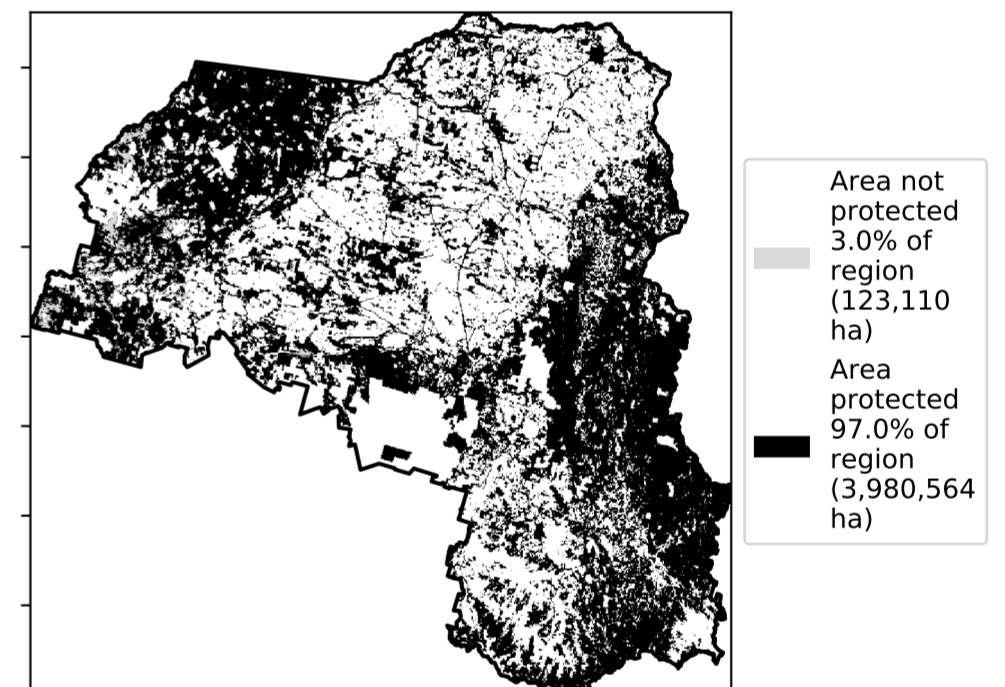 Area not
protected
3.0% of
region
(123,110
ha)
Area
protected
97.0% of
region
(3,980,564
ha)